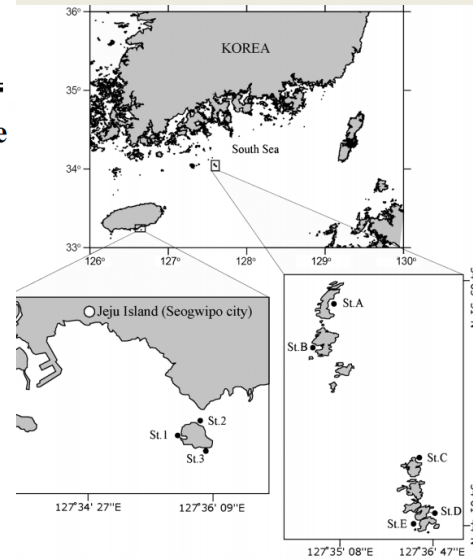 36°
KOREA
35°
e
South Sea
34°
33°
126° 127° 128° 129° 130°
Jeju Island (Seogwipo city)
St.A
St.B
St.2
St.1
St.3
St.C
St.D
St.E
127°34' 27''E 127°36' 09''E
127°35' 08''E 127°36' 47''E